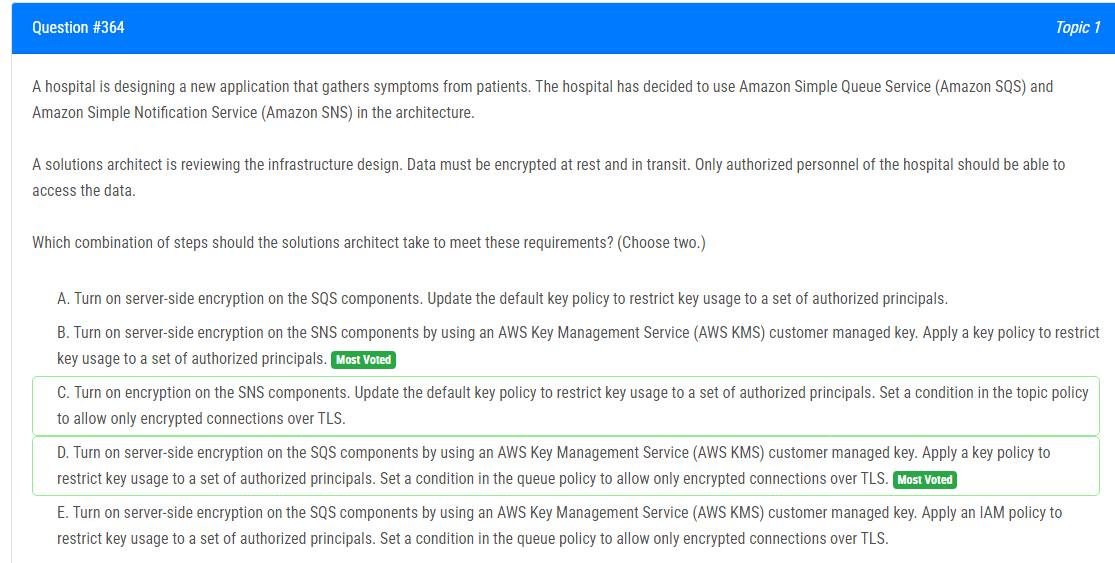 Question #364
Topic 1
A hospital is designing a new application that gathers symptoms from patients. The hospital has decided to use Amazon Simple Queue Service (Amazon SQS) and
Amazon Simple Notification Service (Amazon SNS) in the architecture.
A solutions architect is reviewing the infrastructure design. Data must be encrypted at rest and in transit. Only authorized personnel of the hospital should be able to
access the data.
Which combination of steps should the solutions architect take to meet these requirements? (Choose two.)
A. Turn on server-side encryption on the SQS components. Update the default key policy to restrict key usage to a set of authorized principals.
B. Turn on server-side encryption on the SNS components by using an AWS Key Management Service (AWS KMS) customer managed key. Apply a key policy to restrict
key usage to a set of authorized principals. Most Voted
C. Turn on encryption on the SNS components. Update the default key policy to restrict key usage to a set of authorized principals. Set a condition in the topic policy
to allow only encrypted connections over TLS.
D. Turn on server-side encryption on the SQS components by using an AWS Key Management Service (AWS KMS) customer managed key. Apply a key policy to
restrict key usage to a set of authorized principals. Set a condition in the queue policy to allow only encrypted connections over TLS. Most Voted
E. Turn on server-side encryption on the SQS components by using an AWS Key Management Service (AWS KMS) customer managed key. Apply an IAM policy to
restrict key usage to a set of authorized principals. Set a condition in the queue policy to allow only encrypted connections over TLS.